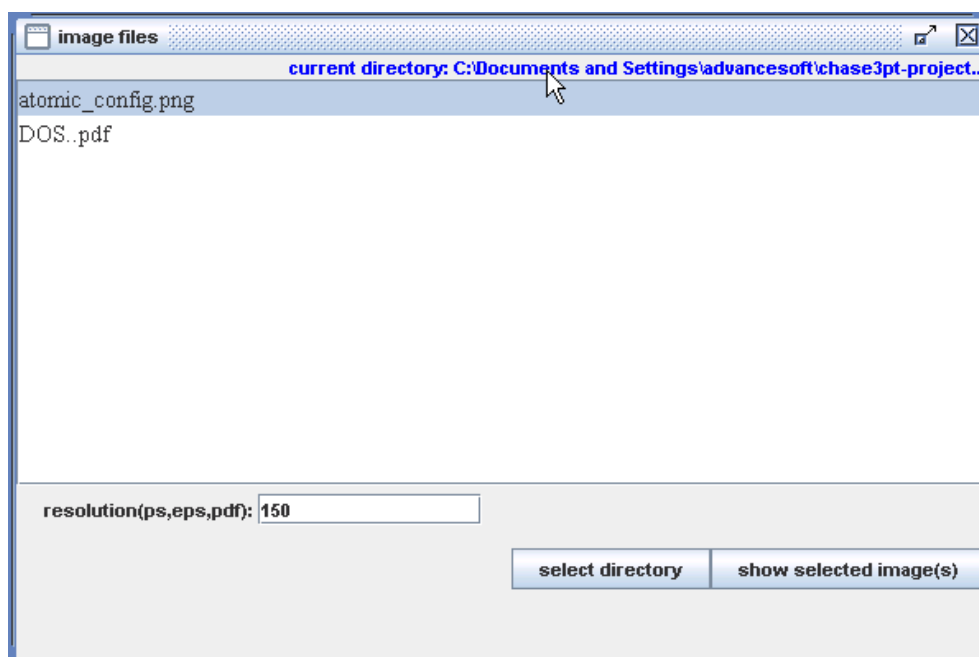 image files
current directory: C:\Documents and Settings\advancesoft\chase3pt-project..
atomic_config.png
DOS..pdf
resolution(ps,eps,pdf): 150
select directory show selected image(s)